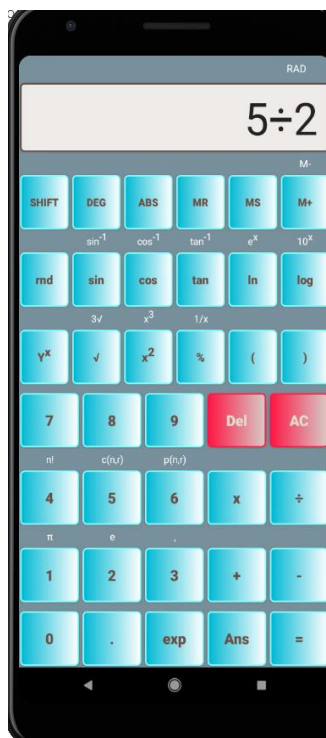 RAD
5÷2
M-
SHIFT DEG ABS MR MS M+
sin⁻¹ cos⁻¹ tan⁻¹ eˣ 10ˣ
rnd sin cos tan ln log
3√ x³ 1/x
Yˣ √ x² % ( )
7 8 9 Del AC
n! c(n,r) p(n,r)
4 5 6 x ÷
π e ,
1 2 3 + -
0 . exp Ans =